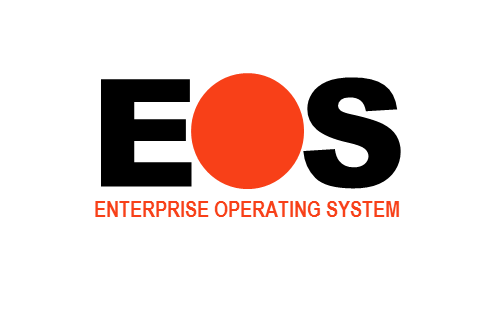 EOS
ENTERPRISE OPERATING SYSTEM